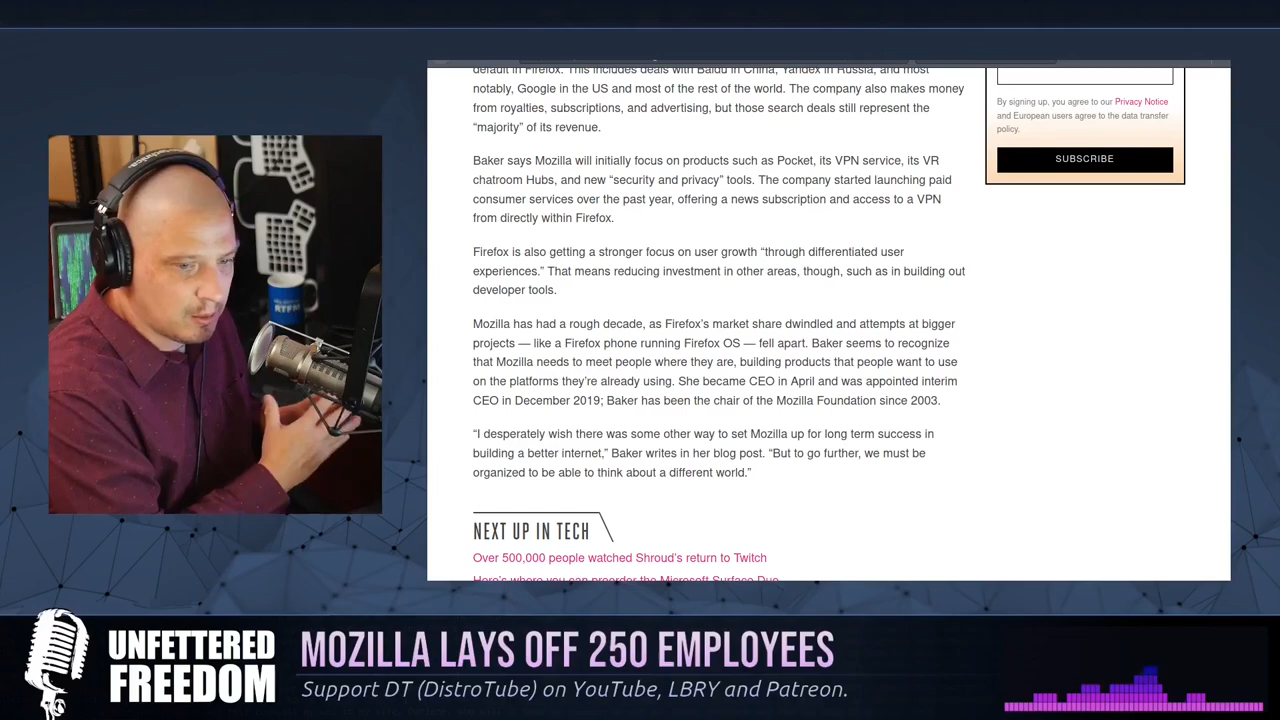 default in Firefox. This includes deals with Baidu in China, Yandex in Russia, and most
notably, Google in the US and most of the rest of the world. The company also makes money
from royalties, subscriptions, and advertising, but those search deals still represent the
“majority” of its revenue.
Baker says Mozilla will initially focus on products such as Pocket, its VPN service, its VR
chatroom Hubs, and new “security and privacy” tools. The company started launching paid
consumer services over the past year, offering a news subscription and access to a VPN
from directly within Firefox.
Firefox is also getting a stronger focus on user growth “through differentiated user
experiences.” That means reducing investment in other areas, though, such as in building out
developer tools.
Mozilla has had a rough decade, as Firefox’s market share dwindled and attempts at bigger
projects — like a Firefox phone running Firefox OS — fell apart. Baker seems to recognize
that Mozilla needs to meet people where they are, building products that people want to use
on the platforms they’re already using. She became CEO in April and was appointed interim
CEO in December 2019; Baker has been the chair of the Mozilla Foundation since 2003.
“I desperately wish there was some other way to set Mozilla up for long term success in
building a better internet,” Baker writes in her blog post. “But to go further, we must be
organized to be able to think about a different world.”
NEXT UP IN TECH
Over 500,000 people watched Shroud’s return to Twitch
Here’s where you can preorder the Microsoft Surface Duo
By signing up, you agree to our Privacy Notice
and European users agree to the data transfer
policy.
SUBSCRIBE
RTFM
UNFETTERED
FREEDOM
MOZILLA LAYS OFF 250 EMPLOYEES
Support DT (DistroTube) on YouTube, LBRY and Patreon.